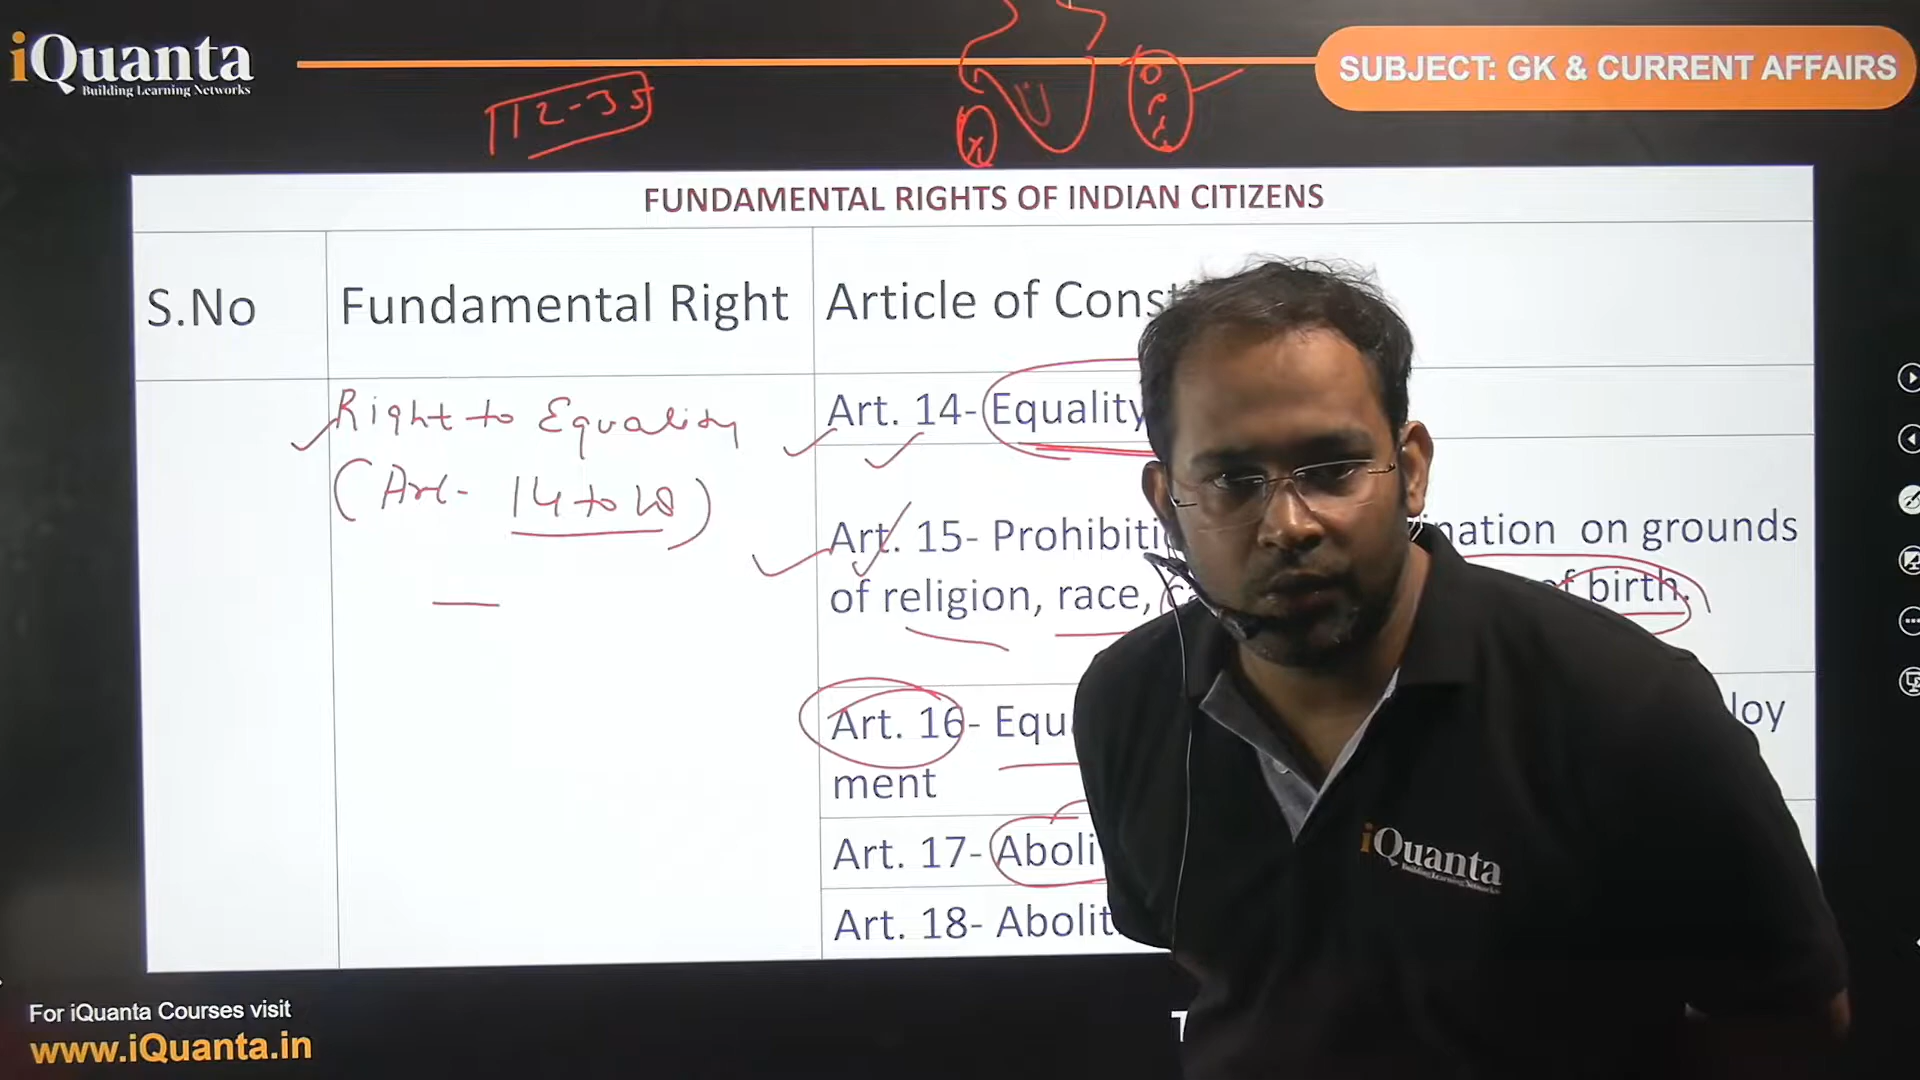 iQuanta
Building Learning Networks
SUBJECT: GK & CURRENT AFFAIRS
12-35
FUNDAMENTAL RIGHTS OF INDIAN CITIZENS
S.No
Fundamental Right
Article of Const
Right to Equality
(Art- 14 to 18)
Art. 14- Equality
Art. 15- Prohibiti ination on grounds
of religion, race, of birth.
Art. 16- Equ loy
ment
Art. 17- Aboli
Art. 18- Abolit
iQuanta
For iQuanta Courses visit
www.iQuanta.in